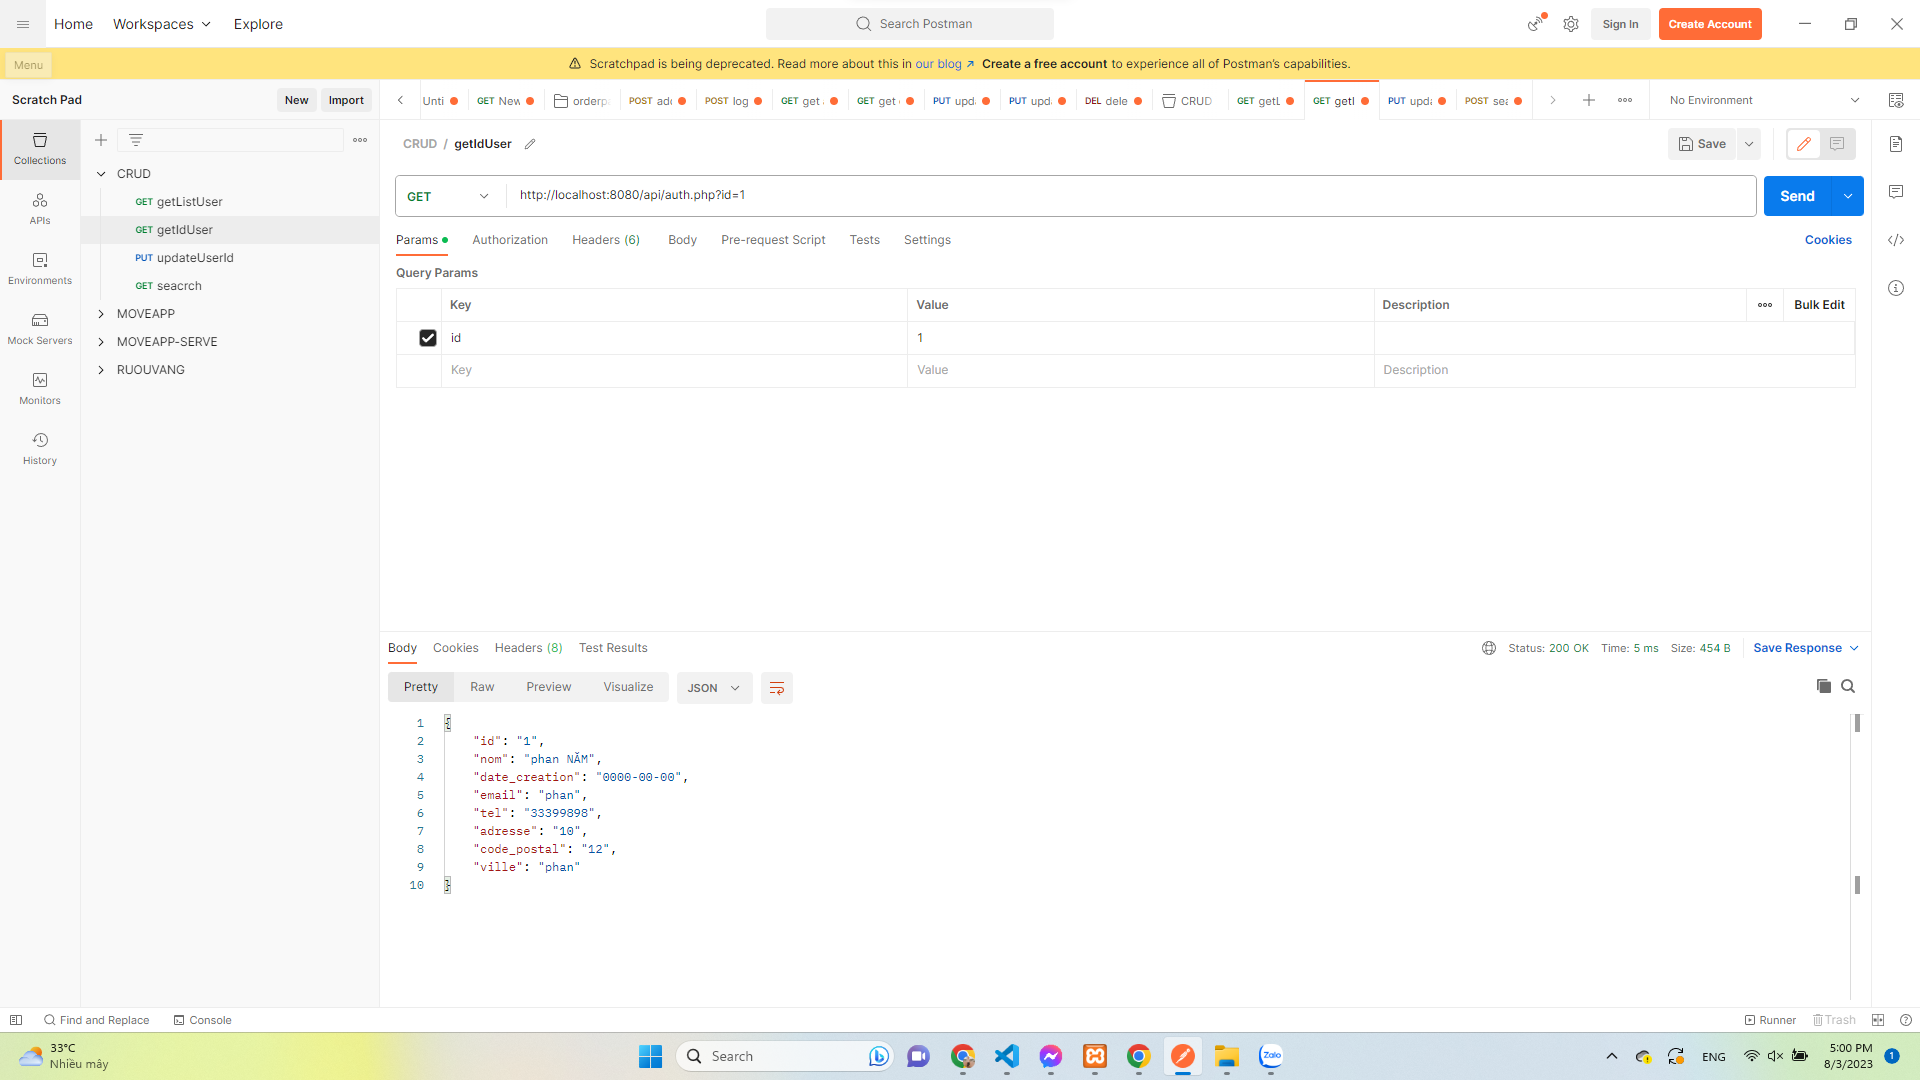 Home
Workspaces
Explore
Search Postman
Sign In
Create Account
Menu
Scratchpad is being deprecated. Read more about this in our blog ↗ Create a free account to experience all of Postman's capabilities.
Scratch Pad
New
Import
Unti
GET New
orderp
POST add
POST log
GET get
GET get
PUT upd
PUT upd
DEL dele
CRUD
GET getL
GET getI
PUT upda
POST sea
No Environment
Collections
APIs
Environments
Mock Servers
Monitors
History
CRUD
GET getListUser
GET getIdUser
PUT updateUserId
GET seacrch
MOVEAPP
MOVEAPP-SERVE
RUOUVANG
CRUD / getIdUser
Save
GET
http://localhost:8080/api/auth.php?id=1
Send
Params
Authorization
Headers (6)
Body
Pre-request Script
Tests
Settings
Cookies
Query Params
Key
Value
Description
Bulk Edit
id
1
Key
Value
Description
Body
Cookies
Headers (8)
Test Results
Status: 200 OK
Time: 5 ms
Size: 454 B
Save Response
Pretty
Raw
Preview
Visualize
JSON
1 {
2 "id": "1",
3 "nom": "phan NĂM",
4 "date_creation": "0000-00-00",
5 "email": "phan",
6 "tel": "33399898",
7 "adresse": "10",
8 "code_postal": "12",
9 "ville": "phan"
10 }
Find and Replace
Console
Runner
Trash
33°C
Nhiều mây
Search
Zalo
ENG
5:00 PM
8/3/2023
1